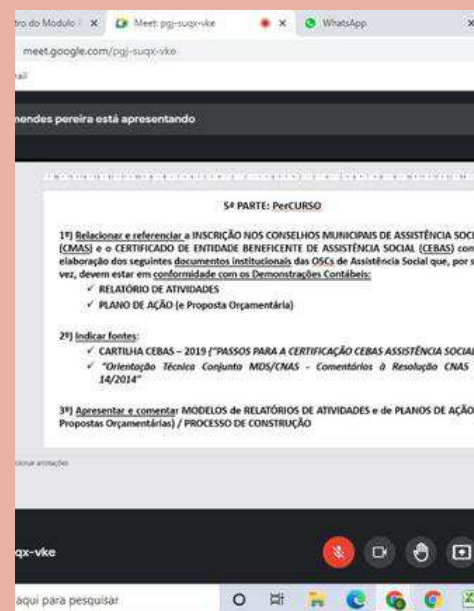 tro do Modulo
Meet: pgj-suqx-vke
WhatsApp
meet.google.com/pgj-suqx-vke
ail
mendes pereira está apresentando
5ª PARTE: PerCURSO
1º) Relacionar e referenciar a INSCRIÇÃO NOS CONSELHOS MUNICIPAIS DE ASSISTÊNCIA SOCI
(CMAS) e o CERTIFICADO DE ENTIDADE BENEFICENTE DE ASSISTÊNCIA SOCIAL (CEBAS) com
elaboração dos seguintes documentos institucionais das OSCs de Assistência Social que, por s
vez, devem estar em conformidade com os Demonstrações Contábeis:
✓ RELATÓRIO DE ATIVIDADES
✓ PLANO DE AÇÃO (e Proposta Orçamentária)
2º) Indicar fontes:
✓ CARTILHA CEBAS – 2019 ("PASSOS PARA A CERTIFICAÇÃO CEBAS ASSISTÊNCIA SOCIAL
✓ "Orientação Técnica Conjunta MDS/CNAS - Comentários à Resolução CNAS
14/2014"
3º) Apresentar e comentar MODELOS de RELATÓRIOS DE ATIVIDADES e de PLANOS DE AÇÃO
Propostas Orçamentárias) / PROCESSO DE CONSTRUÇÃO
cionar anotações
qx-vke
aqui para pesquisar